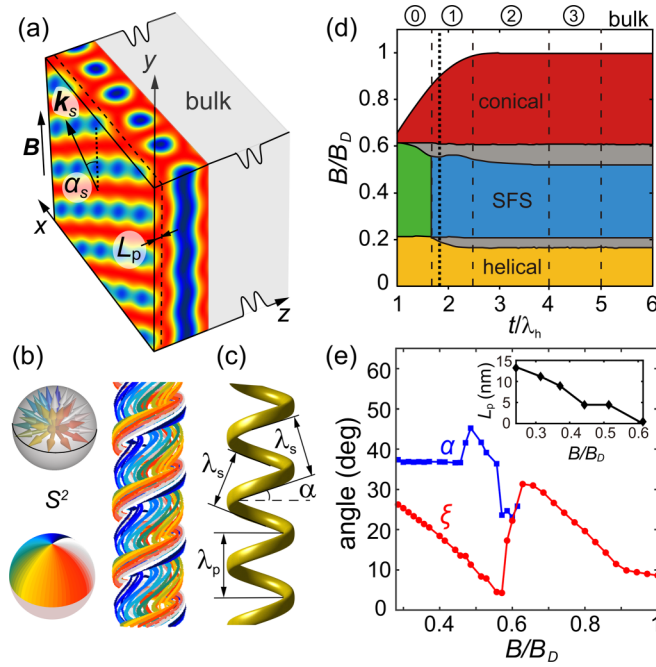 (a)
y
bulk
k_s
B
α_s
x
L_p
z
(b)
S²
(c)
λ_s
λ_s
α
λ_p
(d)
⓪ ① ② ③ bulk
B/B_D
1
0.8
0.6
0.4
0.2
0
conical
SFS
helical
1 2 3 4 5 6
t/λ_h
(e)
angle (deg)
60
50
40
30
20
10
0
α
ξ
L_p (nm)
15
10
5
0
0.3 0.4 0.5 0.6
B/B_D
0.4 0.6 0.8 1
B/B_D